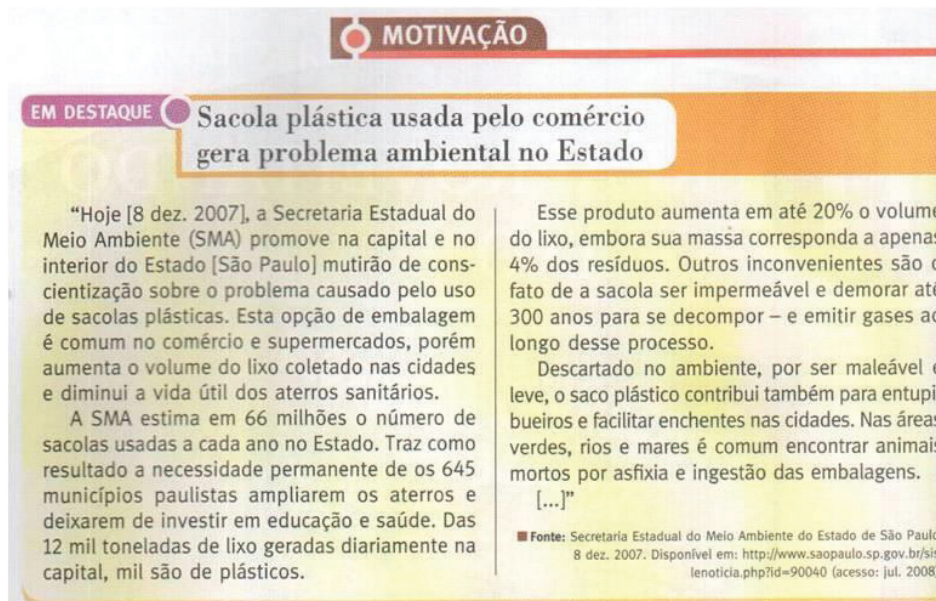 MOTIVAÇÃO
EM DESTAQUE
Sacola plástica usada pelo comércio
gera problema ambiental no Estado
“Hoje [8 dez. 2007], a Secretaria Estadual do
Meio Ambiente (SMA) promove na capital e no
interior do Estado [São Paulo] mutirão de cons-
cientização sobre o problema causado pelo uso
de sacolas plásticas. Esta opção de embalagem
é comum no comércio e supermercados, porém
aumenta o volume do lixo coletado nas cidades
e diminui a vida útil dos aterros sanitários.
A SMA estima em 66 milhões o número de
sacolas usadas a cada ano no Estado. Traz como
resultado a necessidade permanente de os 645
municípios paulistas ampliarem os aterros e
deixarem de investir em educação e saúde. Das
12 mil toneladas de lixo geradas diariamente na
capital, mil são de plásticos.
Esse produto aumenta em até 20% o volume
do lixo, embora sua massa corresponda a apenas
4% dos resíduos. Outros inconvenientes são o
fato de a sacola ser impermeável e demorar até
300 anos para se decompor – e emitir gases ao
longo desse processo.
Descartado no ambiente, por ser maleável e
leve, o saco plástico contribui também para entupir
bueiros e facilitar enchentes nas cidades. Nas áreas
verdes, rios e mares é comum encontrar animais
mortos por asfixia e ingestão das embalagens.
[...]”
Fonte: Secretaria Estadual do Meio Ambiente do Estado de São Paulo
8 dez. 2007. Disponível em: http://www.saopaulo.sp.gov.br/sis
lenoticia.php?id=90040 (acesso: jul. 2008)